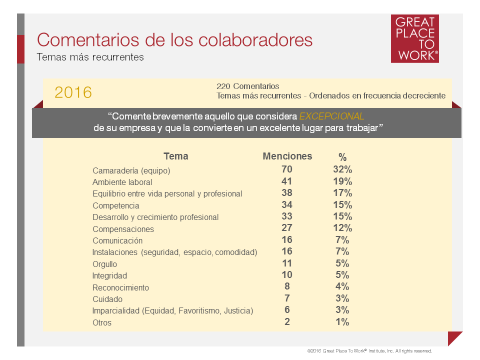 GREAT
PLACE
TO
WORK®
Comentarios de los colaboradores
Temas más recurrentes
2016
220 Comentarios
Temas más recurrentes - Ordenados en frecuencia decreciente
“Comente brevemente aquello que considera EXCEPCIONAL
de su empresa y que la convierte en un excelente lugar para trabajar”
Tema Menciones %
Camaradería (equipo) 70 32%
Ambiente laboral 41 19%
Equilibrio entre vida personal y profesional 38 17%
Competencia 34 15%
Desarrollo y crecimiento profesional 33 15%
Compensaciones 27 12%
Comunicación 16 7%
Instalaciones (seguridad, espacio, comodidad) 16 7%
Orgullo 11 5%
Integridad 10 5%
Reconocimiento 8 4%
Cuidado 7 3%
Imparcialidad (Equidad, Favoritismo, Justicia) 6 3%
Otros 2 1%
©2016 Great Place To Work® Institute, Inc. All rights reserved.